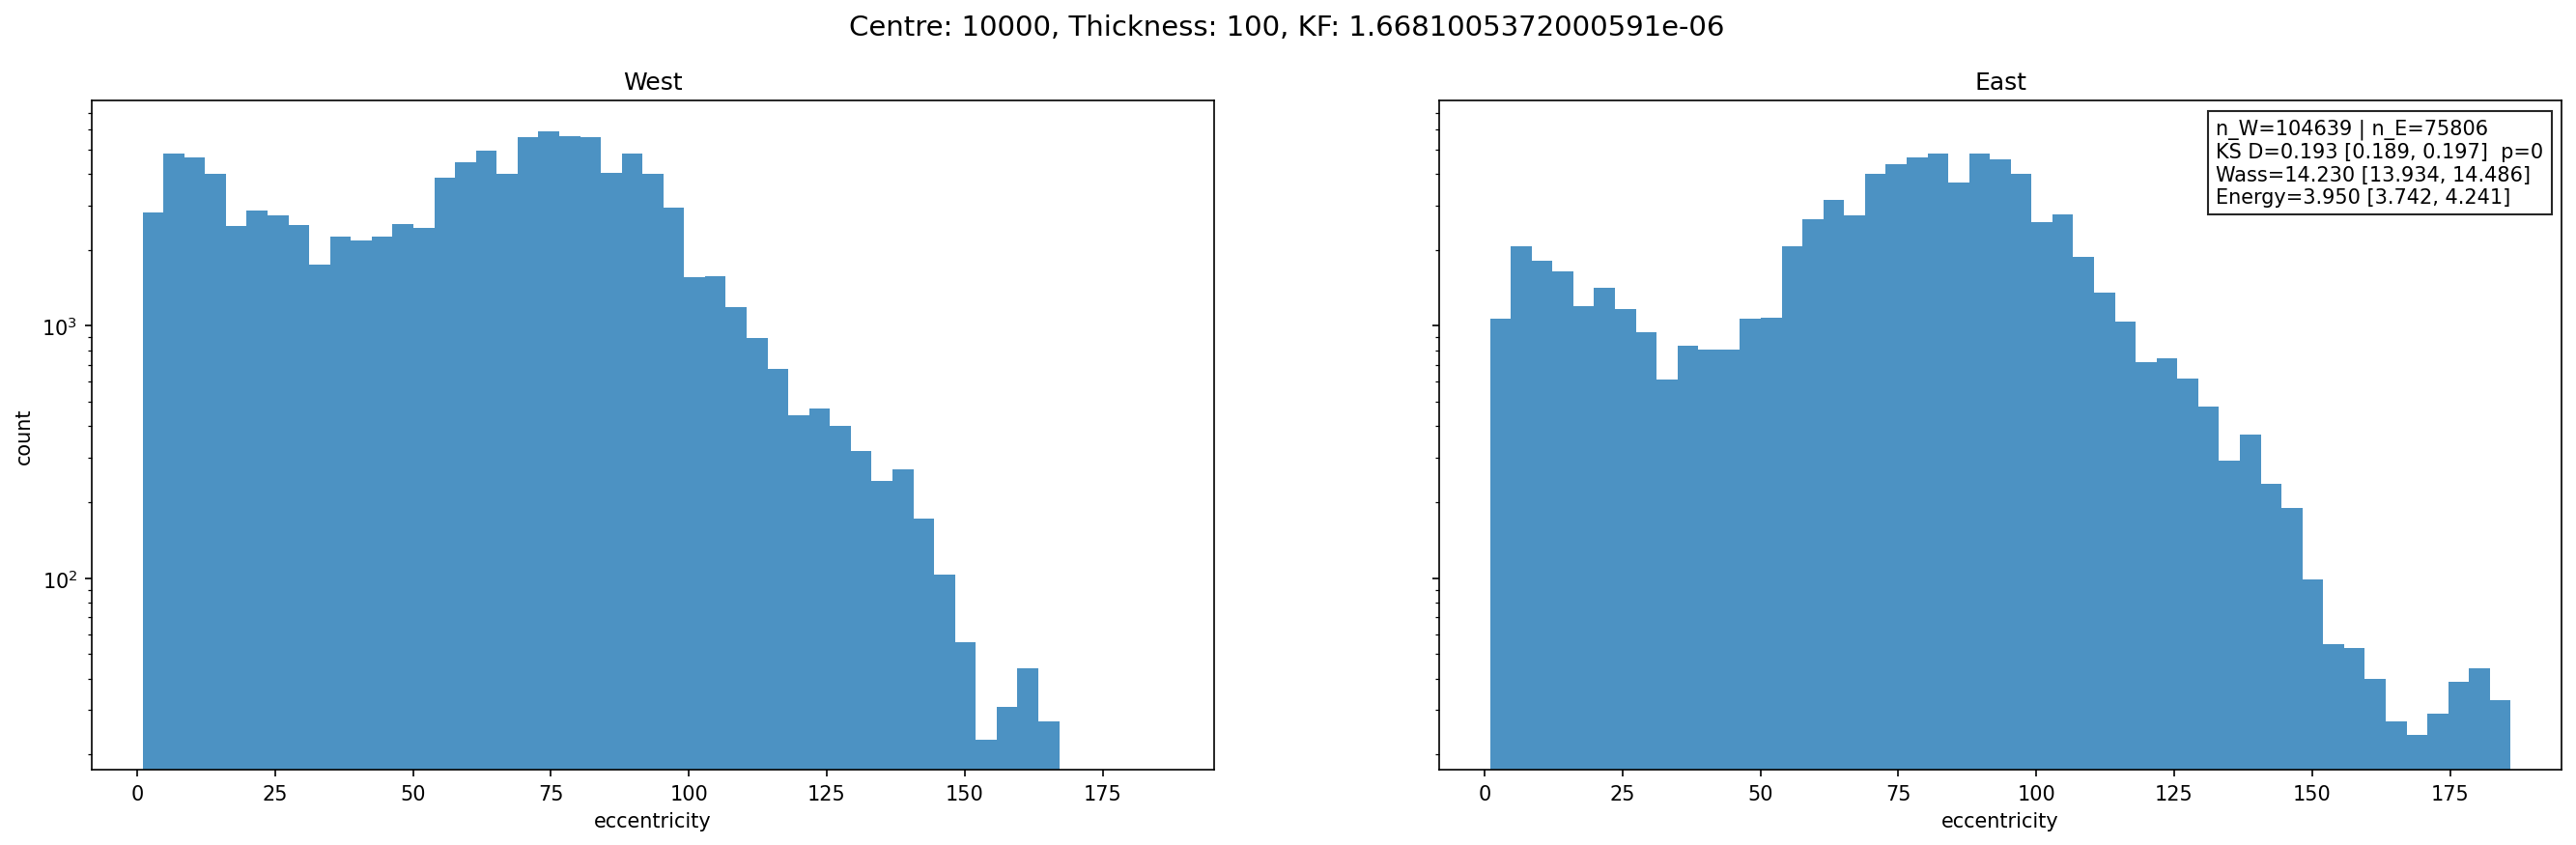 Centre: 10000, Thickness: 100, KF: 1.6681005372000591e-06
West
count
10³
10²
0 25 50 75 100 125 150 175
eccentricity
East
n_W=104639 | n_E=75806
KS D=0.193 [0.189, 0.197]  p=0
Wass=14.230 [13.934, 14.486]
Energy=3.950 [3.742, 4.241]
0 25 50 75 100 125 150 175
eccentricity